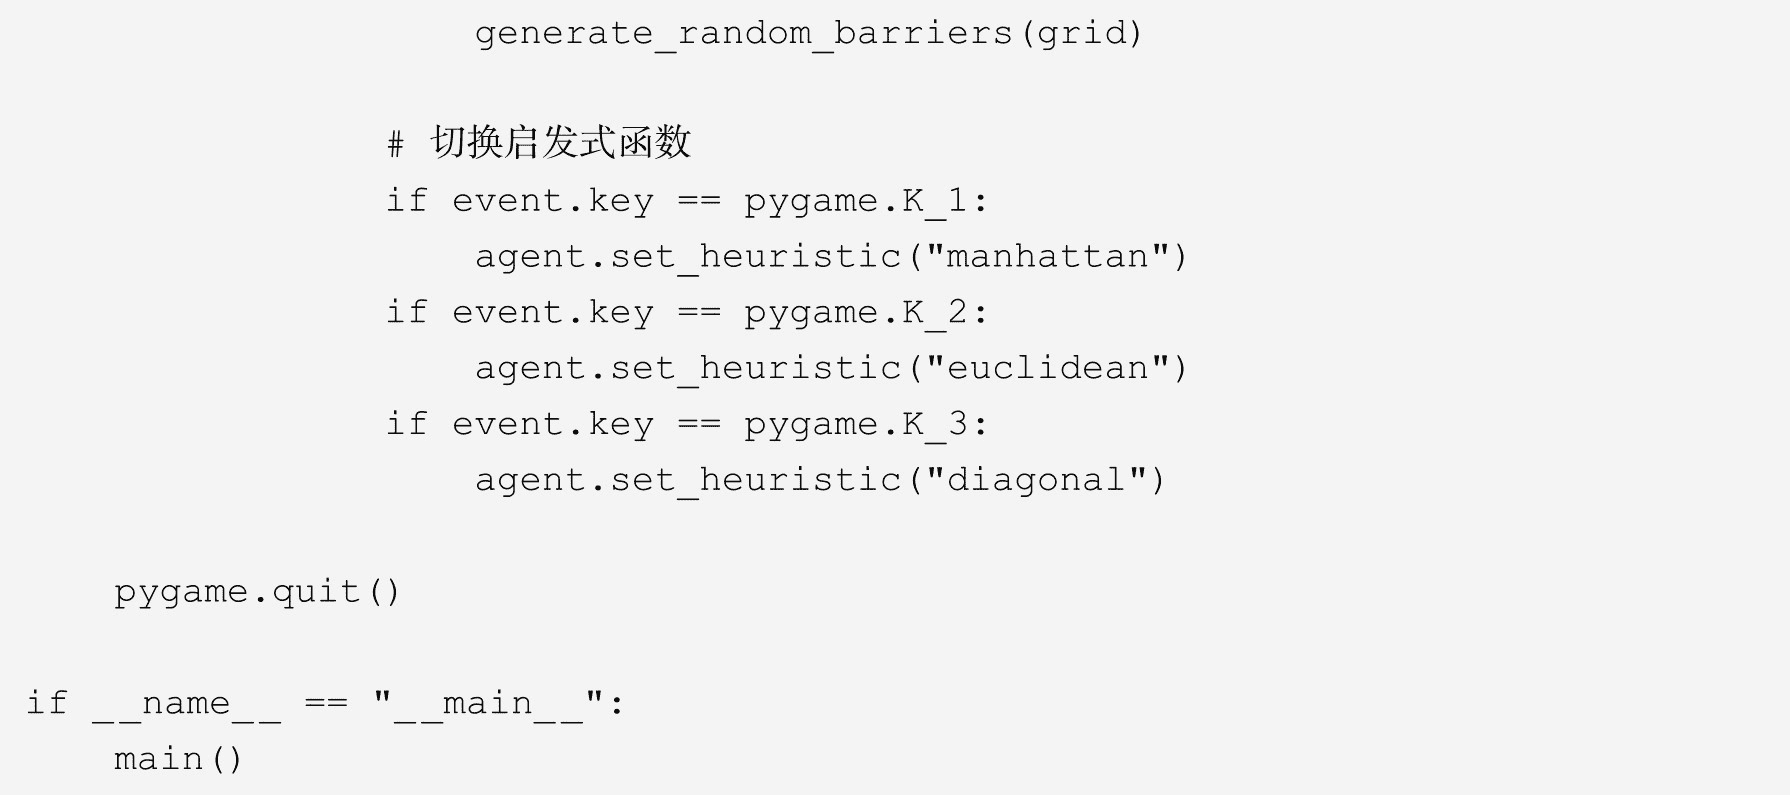 generate_random_barriers(grid)
# 切换启发式函数
if event.key == pygame.K_1:
agent.set_heuristic("manhattan")
if event.key == pygame.K_2:
agent.set_heuristic("euclidean")
if event.key == pygame.K_3:
agent.set_heuristic("diagonal")
pygame.quit()
if __name__ == "__main__":
main()